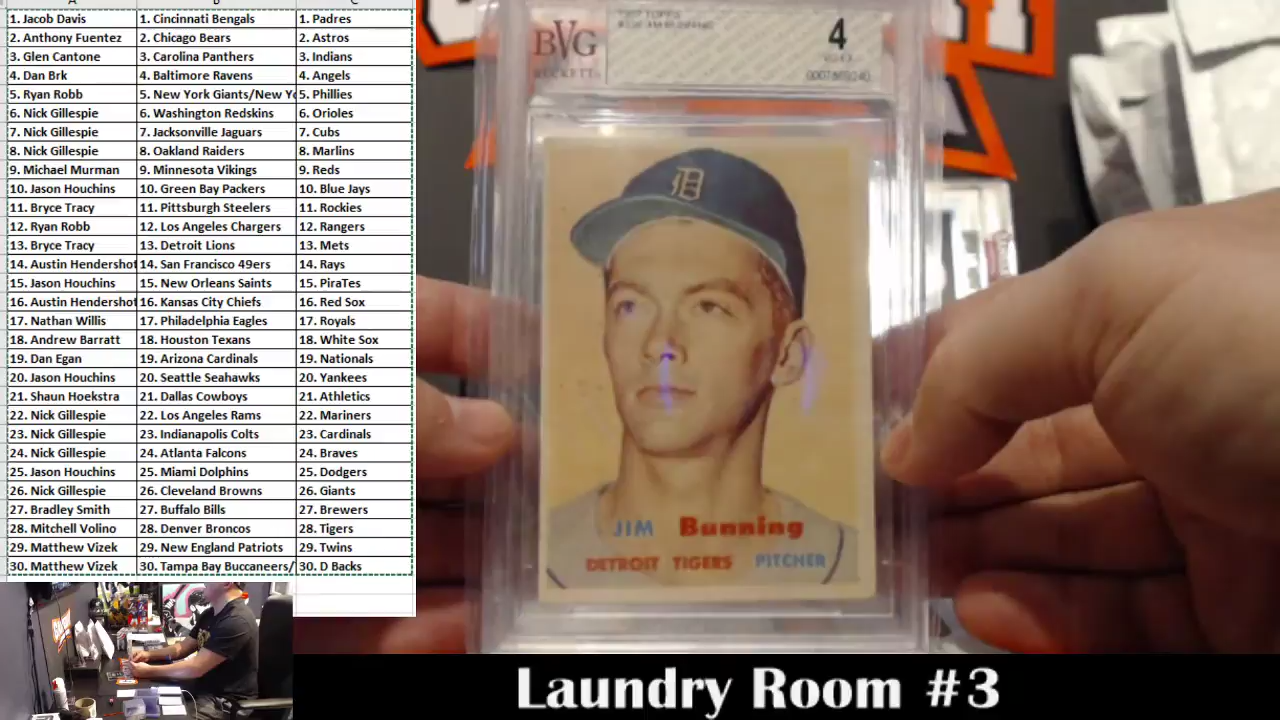 A B C
1. Jacob Davis 1. Cincinnati Bengals 1. Padres
2. Anthony Fuentez 2. Chicago Bears 2. Astros
3. Glen Cantone 3. Carolina Panthers 3. Indians
4. Dan Brk 4. Baltimore Ravens 4. Angels
5. Ryan Robb 5. New York Giants/New Yo 5. Phillies
6. Nick Gillespie 6. Washington Redskins 6. Orioles
7. Nick Gillespie 7. Jacksonville Jaguars 7. Cubs
8. Nick Gillespie 8. Oakland Raiders 8. Marlins
9. Michael Murman 9. Minnesota Vikings 9. Reds
10. Jason Houchins 10. Green Bay Packers 10. Blue Jays
11. Bryce Tracy 11. Pittsburgh Steelers 11. Rockies
12. Ryan Robb 12. Los Angeles Chargers 12. Rangers
13. Bryce Tracy 13. Detroit Lions 13. Mets
14. Austin Hendershot 14. San Francisco 49ers 14. Rays
15. Jason Houchins 15. New Orleans Saints 15. PiraTes
16. Austin Hendershot 16. Kansas City Chiefs 16. Red Sox
17. Nathan Willis 17. Philadelphia Eagles 17. Royals
18. Andrew Barratt 18. Houston Texans 18. White Sox
19. Dan Egan 19. Arizona Cardinals 19. Nationals
20. Jason Houchins 20. Seattle Seahawks 20. Yankees
21. Shaun Hoekstra 21. Dallas Cowboys 21. Athletics
22. Nick Gillespie 22. Los Angeles Rams 22. Mariners
23. Nick Gillespie 23. Indianapolis Colts 23. Cardinals
24. Nick Gillespie 24. Atlanta Falcons 24. Braves
25. Jason Houchins 25. Miami Dolphins 25. Dodgers
26. Nick Gillespie 26. Cleveland Browns 26. Giants
27. Bradley Smith 27. Buffalo Bills 27. Brewers
28. Mitchell Volino 28. Denver Broncos 28. Tigers
29. Matthew Vizek 29. New England Patriots 29. Twins
30. Matthew Vizek 30. Tampa Bay Buccaneers/ 30. D Backs
BVG
BECKETT
4
D
JIM Bunning
DETROIT TIGERS PITCHER
Laundry Room #3